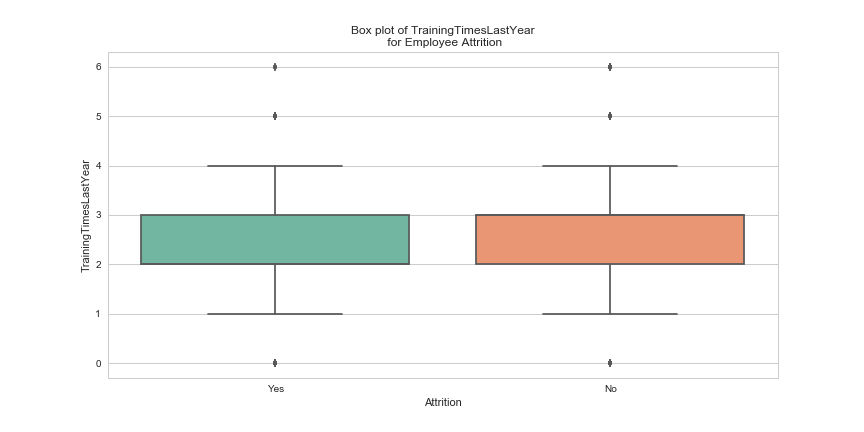 Box plot of TrainingTimesLastYear
for Employee Attrition
TrainingTimesLastYear
6
5
4
3
2
1
0
Yes
No
Attrition